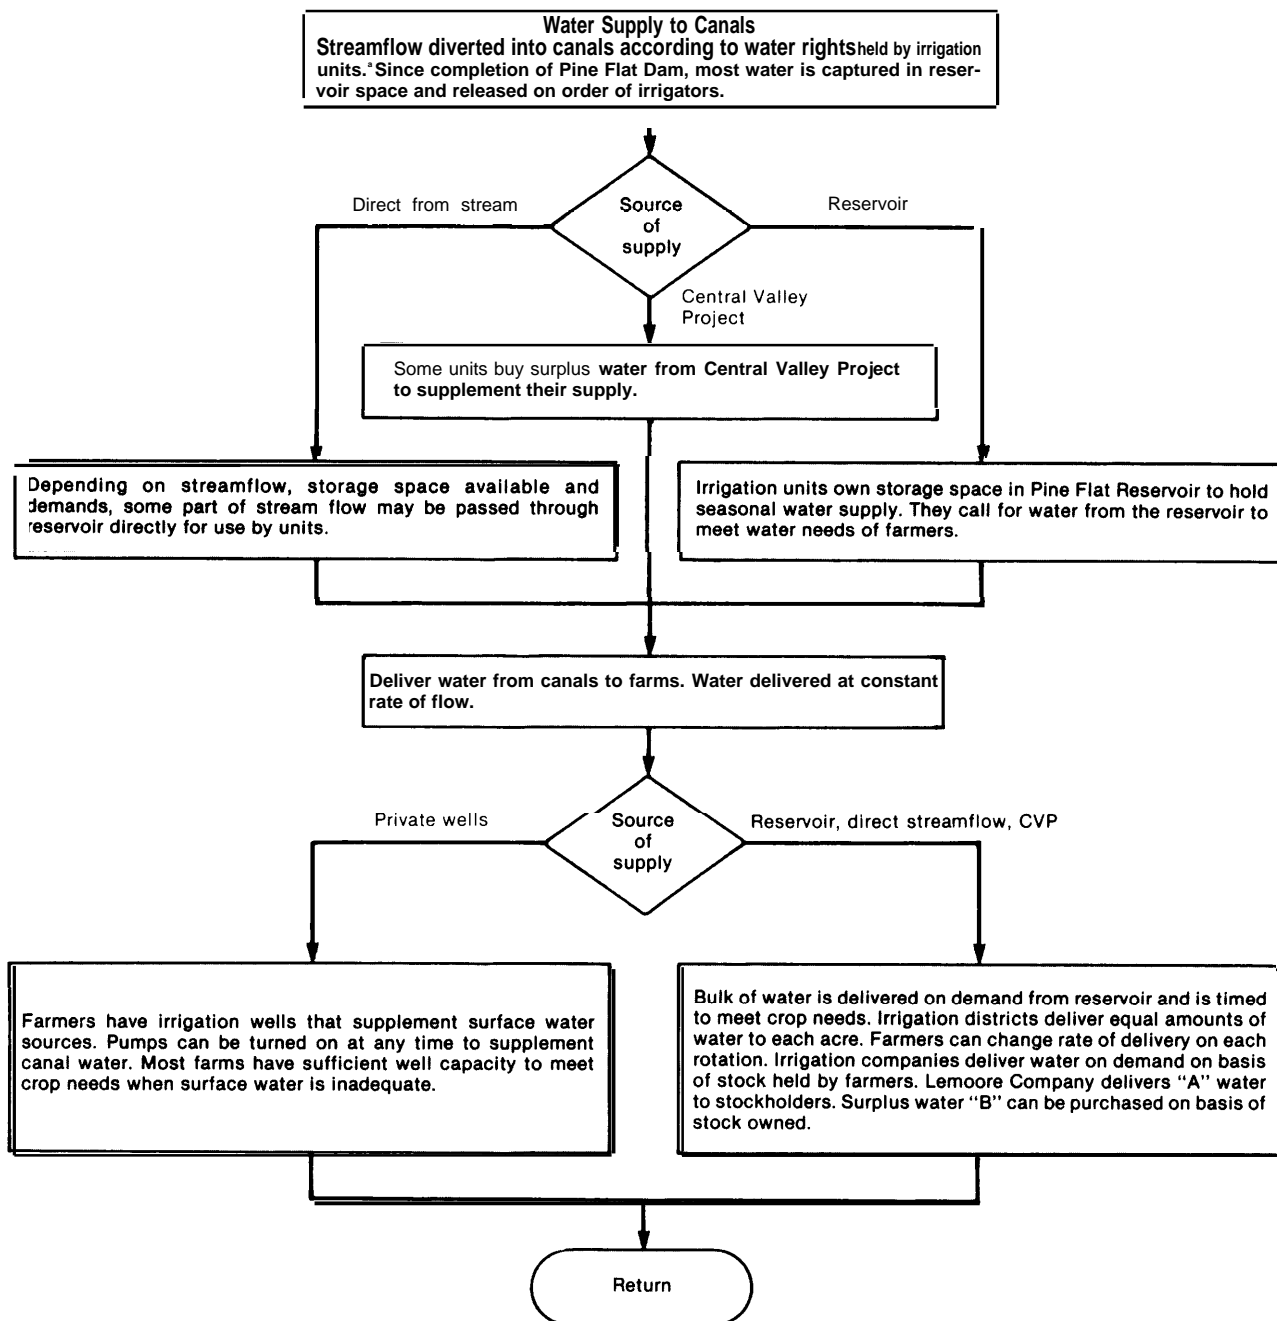 Water Supply to Canals
Streamflow diverted into canals according to water rights held by irrigation
units.ª Since completion of Pine Flat Dam, most water is captured in reser-
voir space and released on order of irrigators.
Direct from stream
Source
of
supply
Reservoir
Central Valley
Project
Some units buy surplus water from Central Valley Project
to supplement their supply.
Depending on streamflow, storage space available and
demands, some part of stream flow may be passed through
reservoir directly for use by units.
Irrigation units own storage space in Pine Flat Reservoir to hold
seasonal water supply. They call for water from the reservoir to
meet water needs of farmers.
Deliver water from canals to farms. Water delivered at constant
rate of flow.
Private wells
Source
of
supply
Reservoir, direct streamflow, CVP
Farmers have irrigation wells that supplement surface water
sources. Pumps can be turned on at any time to supplement
canal water. Most farms have sufficient well capacity to meet
crop needs when surface water is inadequate.
Bulk of water is delivered on demand from reservoir and is timed
to meet crop needs. Irrigation districts deliver equal amounts of
water to each acre. Farmers can change rate of delivery on each
rotation. Irrigation companies deliver water on demand on basis
of stock held by farmers. Lemoore Company delivers "A" water
to stockholders. Surplus water "B" can be purchased on basis of
stock owned.
Return